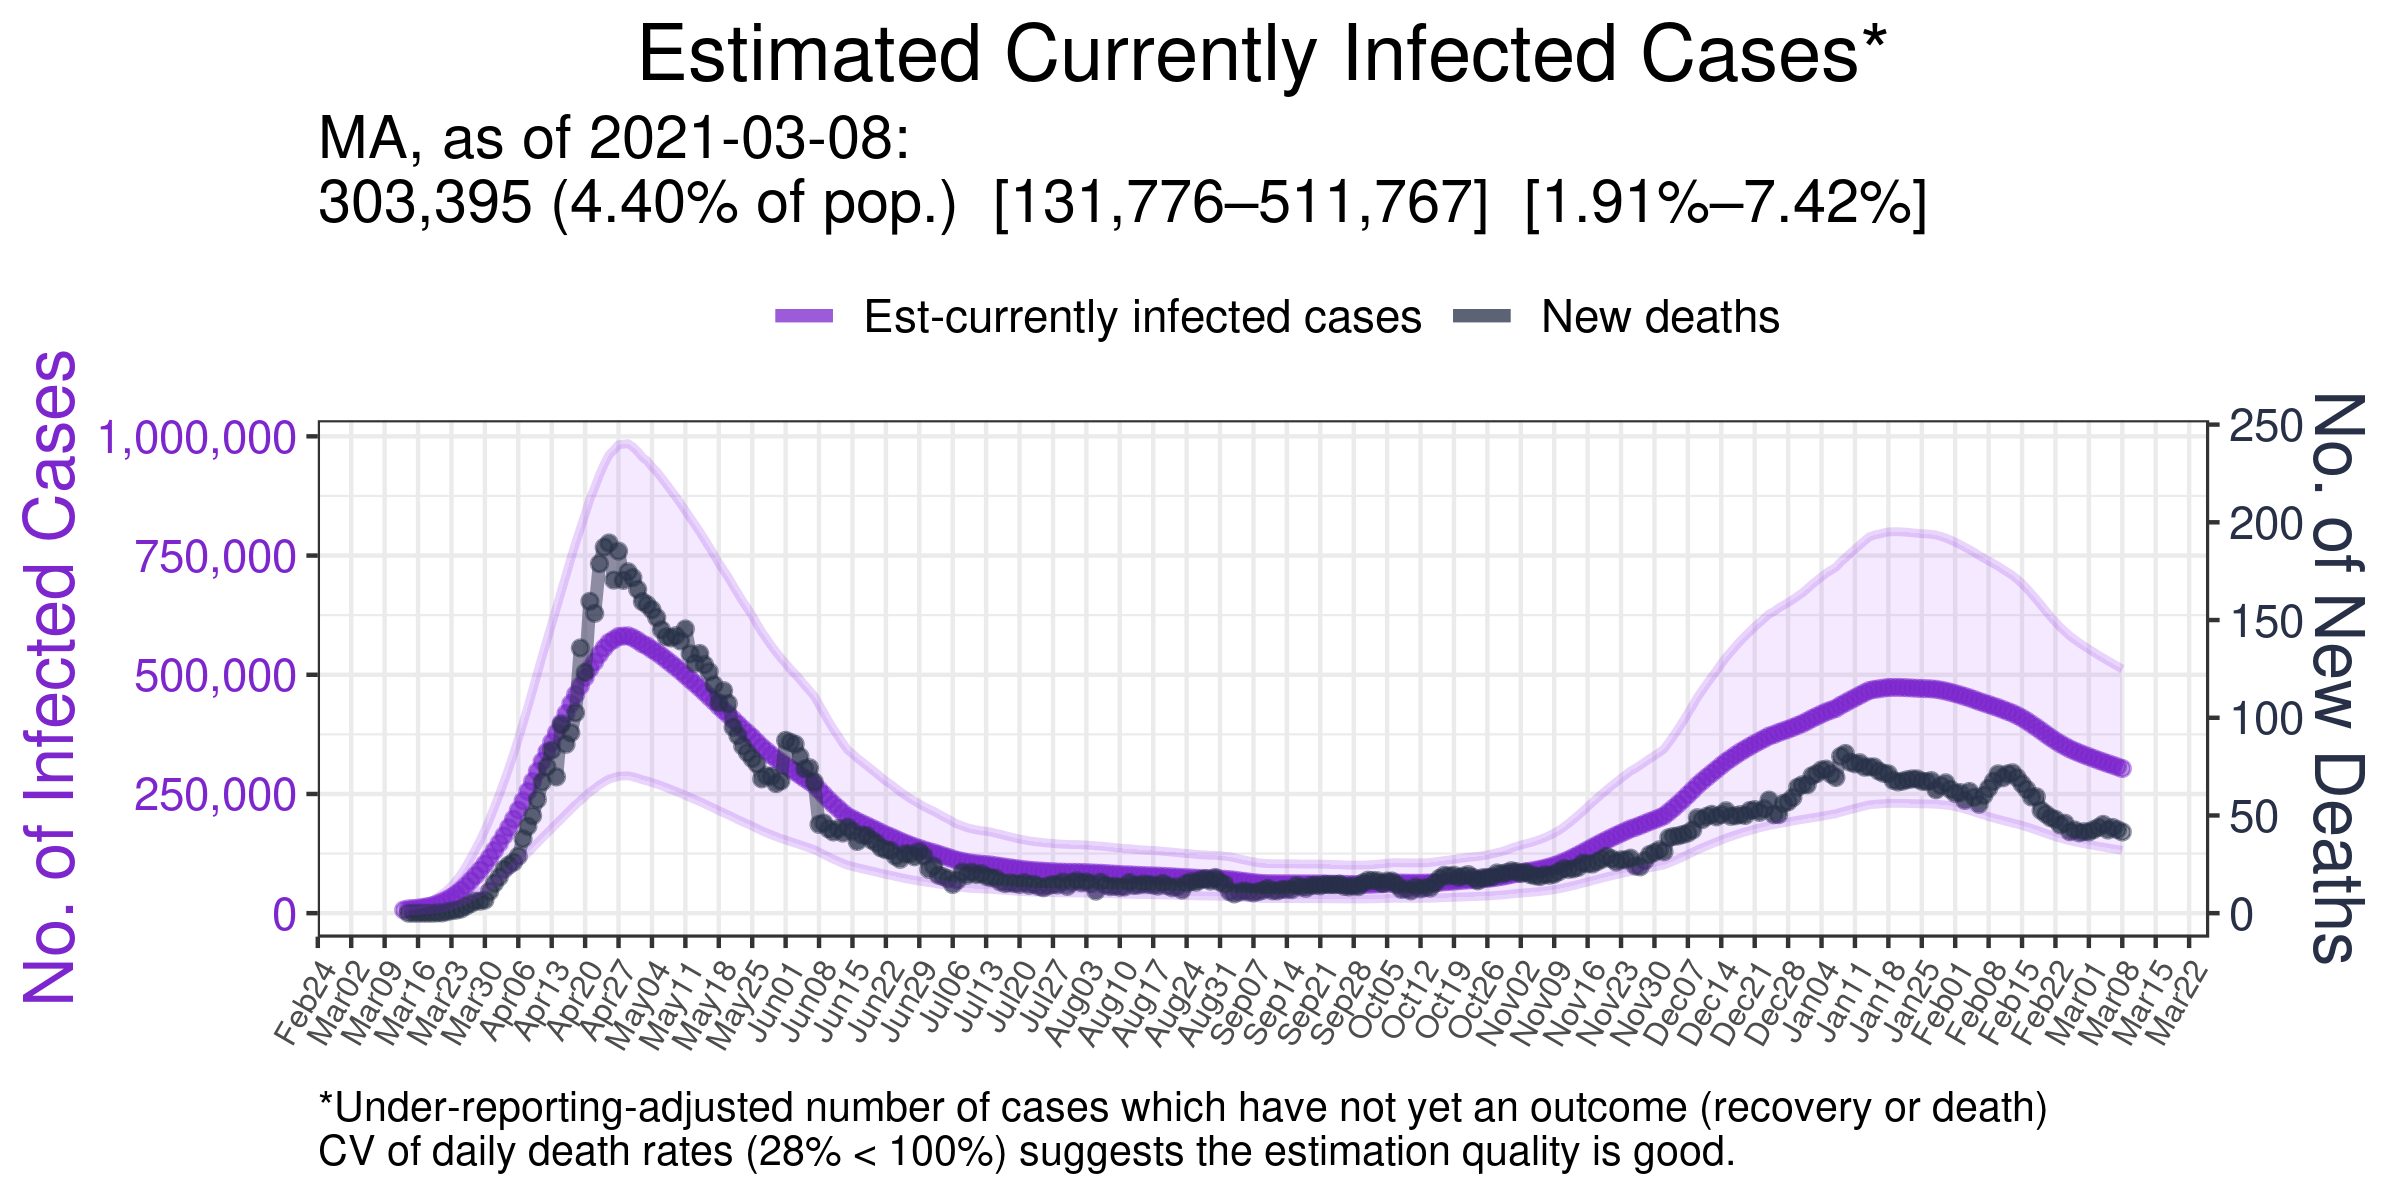 Estimated Currently Infected Cases*
MA, as of 2021-03-08:
303,395 (4.40% of pop.)  [131,776–511,767]  [1.91%–7.42%]
Est-currently infected cases
New deaths
No. of Infected Cases
1,000,000
750,000
500,000
250,000
0
No. of New Deaths
250
200
150
100
50
0
Feb24
Mar02
Mar09
Mar16
Mar23
Mar30
Apr06
Apr13
Apr20
Apr27
May04
May11
May18
May25
Jun01
Jun08
Jun15
Jun22
Jun29
Jul06
Jul13
Jul20
Jul27
Aug03
Aug10
Aug17
Aug24
Aug31
Sep07
Sep14
Sep21
Sep28
Oct05
Oct12
Oct19
Oct26
Nov02
Nov09
Nov16
Nov23
Nov30
Dec07
Dec14
Dec21
Dec28
Jan04
Jan11
Jan18
Jan25
Feb01
Feb08
Feb15
Feb22
Mar01
Mar08
Mar15
Mar22
*Under-reporting-adjusted number of cases which have not yet an outcome (recovery or death)
CV of daily death rates (28% < 100%) suggests the estimation quality is good.